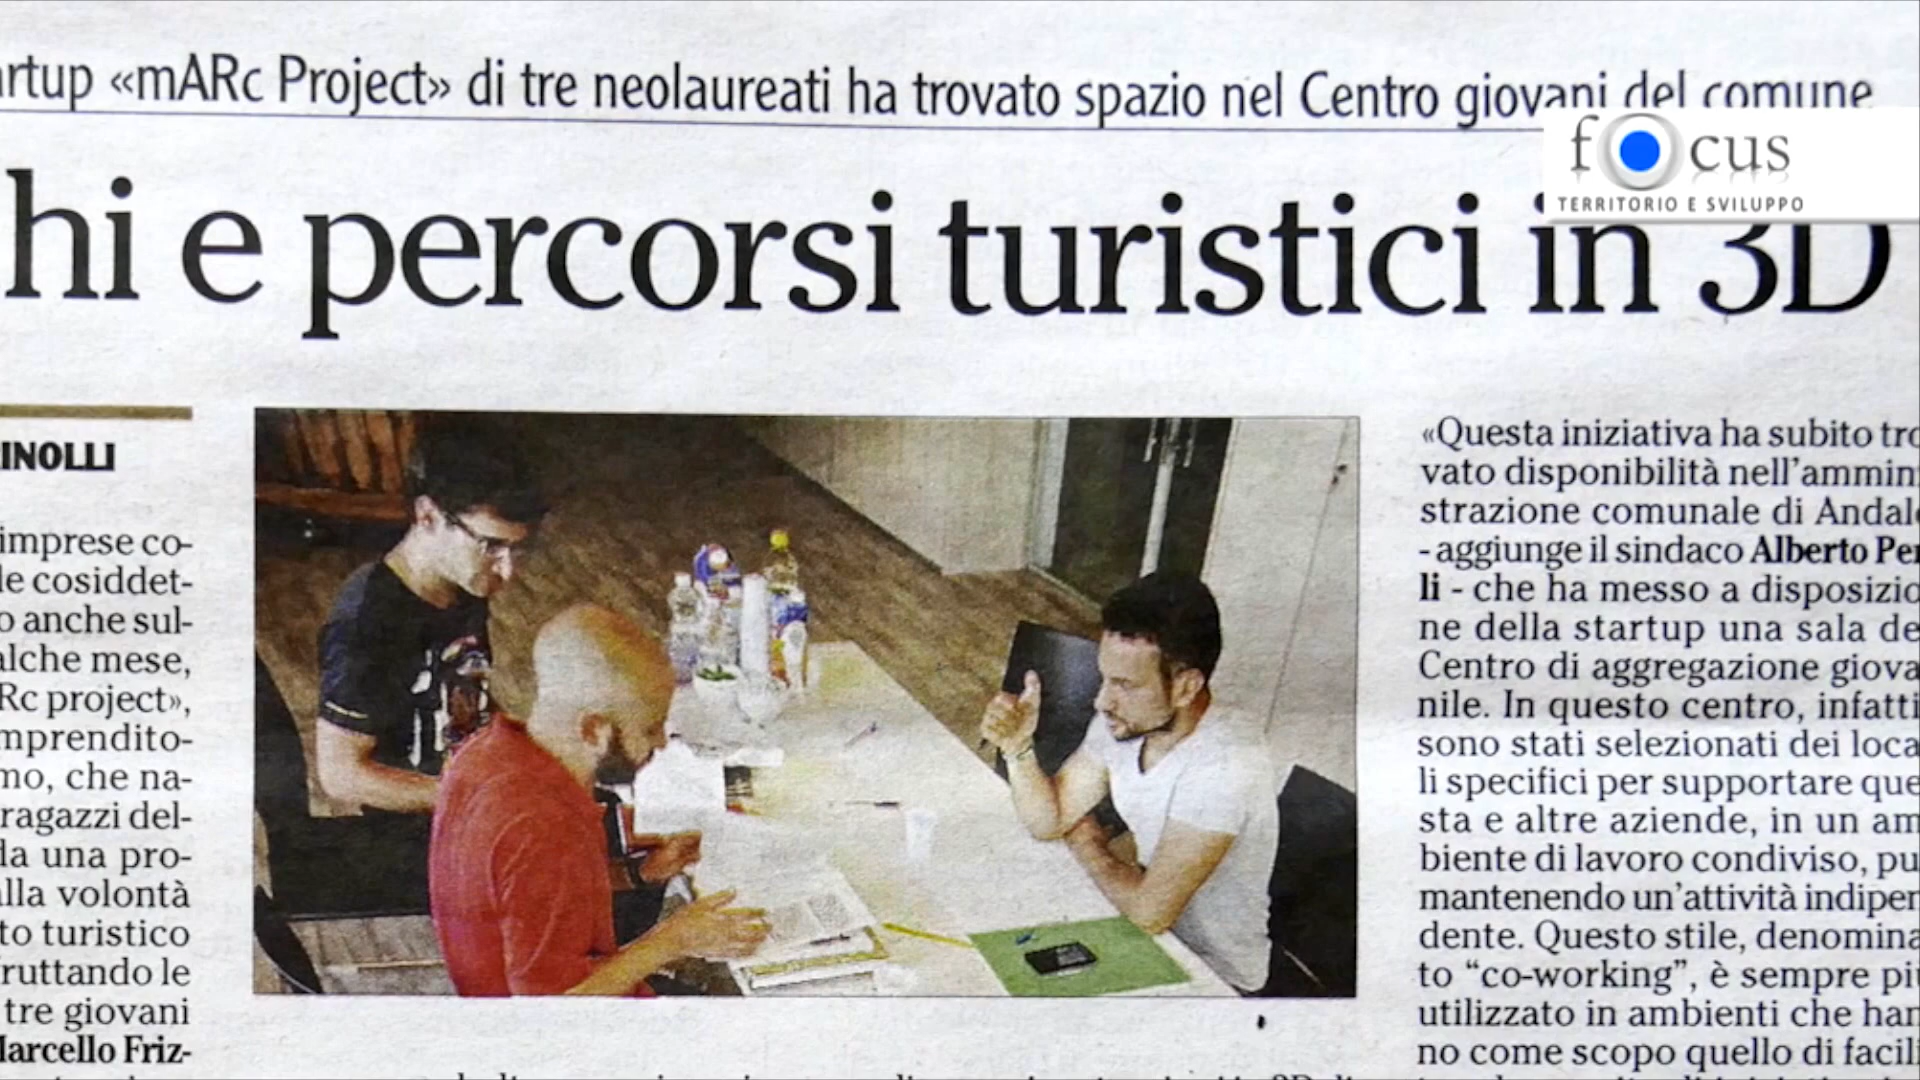 artup «mARc Project» di tre neolaureati ha trovato spazio nel Centro giovani del comune
focus
TERRITORIO E SVILUPPO
hi e percorsi turistici in 3D
INOLLI
imprese co-
le cosiddet-
o anche sul-
alche mese,
Rc project»,
mprendito-
mo, che na-
ragazzi del-
da una pro-
alla volontà
to turistico
fruttando le
tre giovani
Marcello Friz-
«Questa iniziativa ha subito tro
vato disponibilità nell'ammini
strazione comunale di Andalo
- aggiunge il sindaco Alberto Per
li - che ha messo a disposizio
ne della startup una sala de
Centro di aggregazione giova
nile. In questo centro, infatti
sono stati selezionati dei loca
li specifici per supportare que
sta e altre aziende, in un am
biente di lavoro condiviso, pu
mantenendo un'attività indipen
dente. Questo stile, denomina
to “co-working”, è sempre più
utilizzato in ambienti che han
no come scopo quello di facili